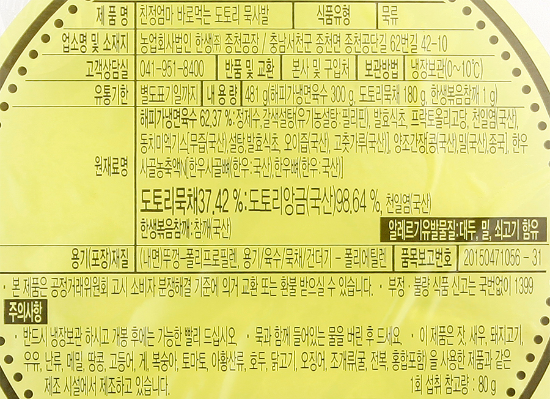 제 품 명 친정엄마 바로먹는 도토리 묵사발 식품유형 묵류
업소명 및 소재지 농업회사법인 한생㈜ 종천공장 / 충남서천군 종천면 종천공단길 62번길 42-10
고객상담실 041-951-8400 반품 및 교환 본사 및 구입처 보관방법 냉장보관(0~10℃)
유통기한 별도표기일까지 내 용 량 481 g(해피가냉면육수 300 g, 도토리묵채 180 g, 한생볶음참깨 1 g)
해피가냉면육수 62.37 %:정제수, 갈색설탕(유기농설탕:필리핀), 발효식초, 프락토올리고당, 천일염(국산),
동치미엑기스[무집(국산), 설탕, 발효식초, 오이집(국산), 고춧가루(국산)], 양조간장[콩(국산), 밀(국산), 종국], 한우
원재료명 사골농축액N[한우사골뼈(한우:국산), 한우뼈(한우:국산)]
도토리묵채37.42 %:도토리앙금(국산)98.64 %, 천일염(국산)
한생볶음참깨:참깨(국산)
알레르기유발물질:대두, 밀, 쇠고기 함유
용기(포장)재질 (내면)뚜껑-폴리프로필렌, 용기/육수/묵채/건더기 - 폴리에틸렌 품목보고번호 20150471056 - 31
· 본 제품은 공정거래위원회 고시 소비자 분쟁해결 기준에 의거 교환 또는 환불 받으실 수 있습니다. · 부정 · 불량 식품 신고는 국번없이 1399
주의사항
· 반드시 냉장보관 하시고 개봉 후에는 가능한 빨리 드십시오. · 묵과 함께 들어있는 물을 버린 후 드세요 · 이 제품은 잣, 새우, 돼지고기,
우유, 난류, 메밀, 땅콩, 고등어, 게, 복숭아, 토마토, 아황산류, 호두, 닭고기, 오징어, 조개류(굴, 전복, 홍합포함)을 사용한 제품과 같은
제조 시설에서 제조하고 있습니다. 1회 섭취 참고량 : 80 g